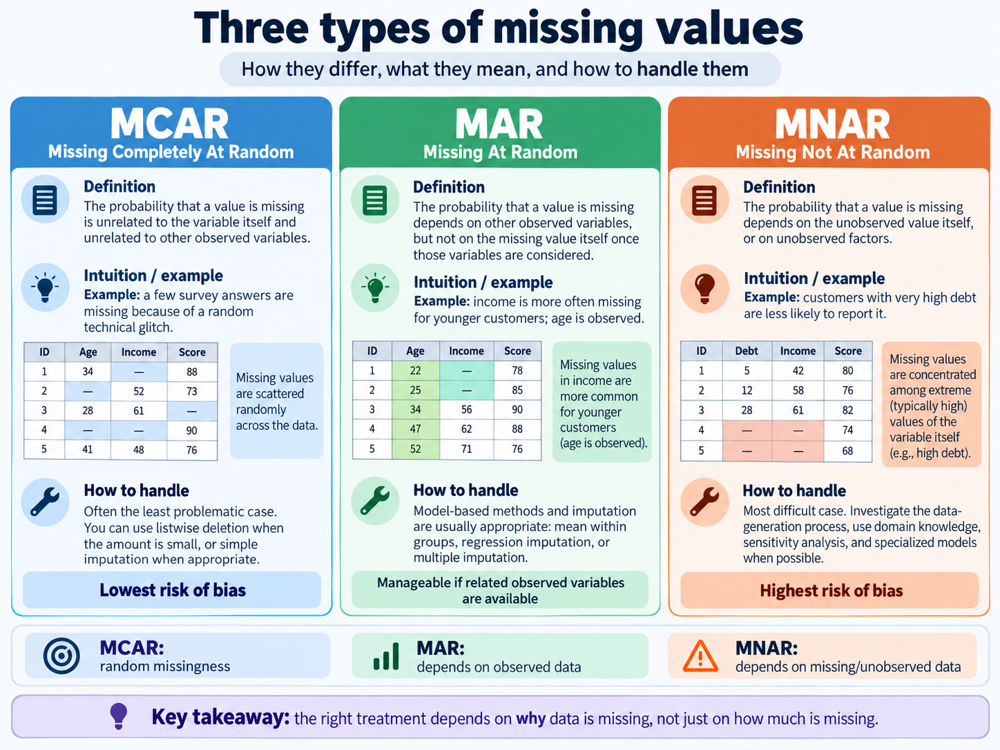 Three types of missing values
How they differ, what they mean, and how to handle them
MCAR
Missing Completely At Random
Definition
The probability that a value is missing
is unrelated to the variable itself and
unrelated to other observed variables.
Intuition / example
Example: a few survey answers are
missing because of a random
technical glitch.
ID Age Income Score
1 34 — 88
2 — 52 73
3 28 61 —
4 — — 90
5 41 48 76
Missing values
are scattered
randomly
across the data.
How to handle
Often the least problematic case.
You can use listwise deletion when
the amount is small, or simple
imputation when appropriate.
Lowest risk of bias
MAR
Missing At Random
Definition
The probability that a value is missing
depends on other observed variables,
but not on the missing value itself once
those variables are considered.
Intuition / example
Example: income is more often missing
for younger customers; age is observed.
ID Age Income Score
1 22 — 78
2 25 — 85
3 34 56 90
4 47 62 88
5 52 71 76
Missing values
in income are
more common
for younger
customers
(age is observed).
How to handle
Model-based methods and imputation
are usually appropriate: mean within
groups, regression imputation, or
multiple imputation.
Manageable if related observed variables
are available
MNAR
Missing Not At Random
Definition
The probability that a value is missing
depends on the unobserved value itself,
or on unobserved factors.
Intuition / example
Example: customers with very high debt
are less likely to report it.
ID Debt Income Score
1 5 42 80
2 12 58 76
3 28 61 82
4 — — 74
5 — — 68
Missing values
are concentrated
among extreme
(typically high)
values of the
variable itself
(e.g., high debt).
How to handle
Most difficult case. Investigate the data-
generation process, use domain knowledge,
sensitivity analysis, and specialized models
when possible.
Highest risk of bias
MCAR:
random missingness
MAR:
depends on observed data
MNAR:
depends on missing/unobserved data
Key takeaway: the right treatment depends on why data is missing, not just on how much is missing.